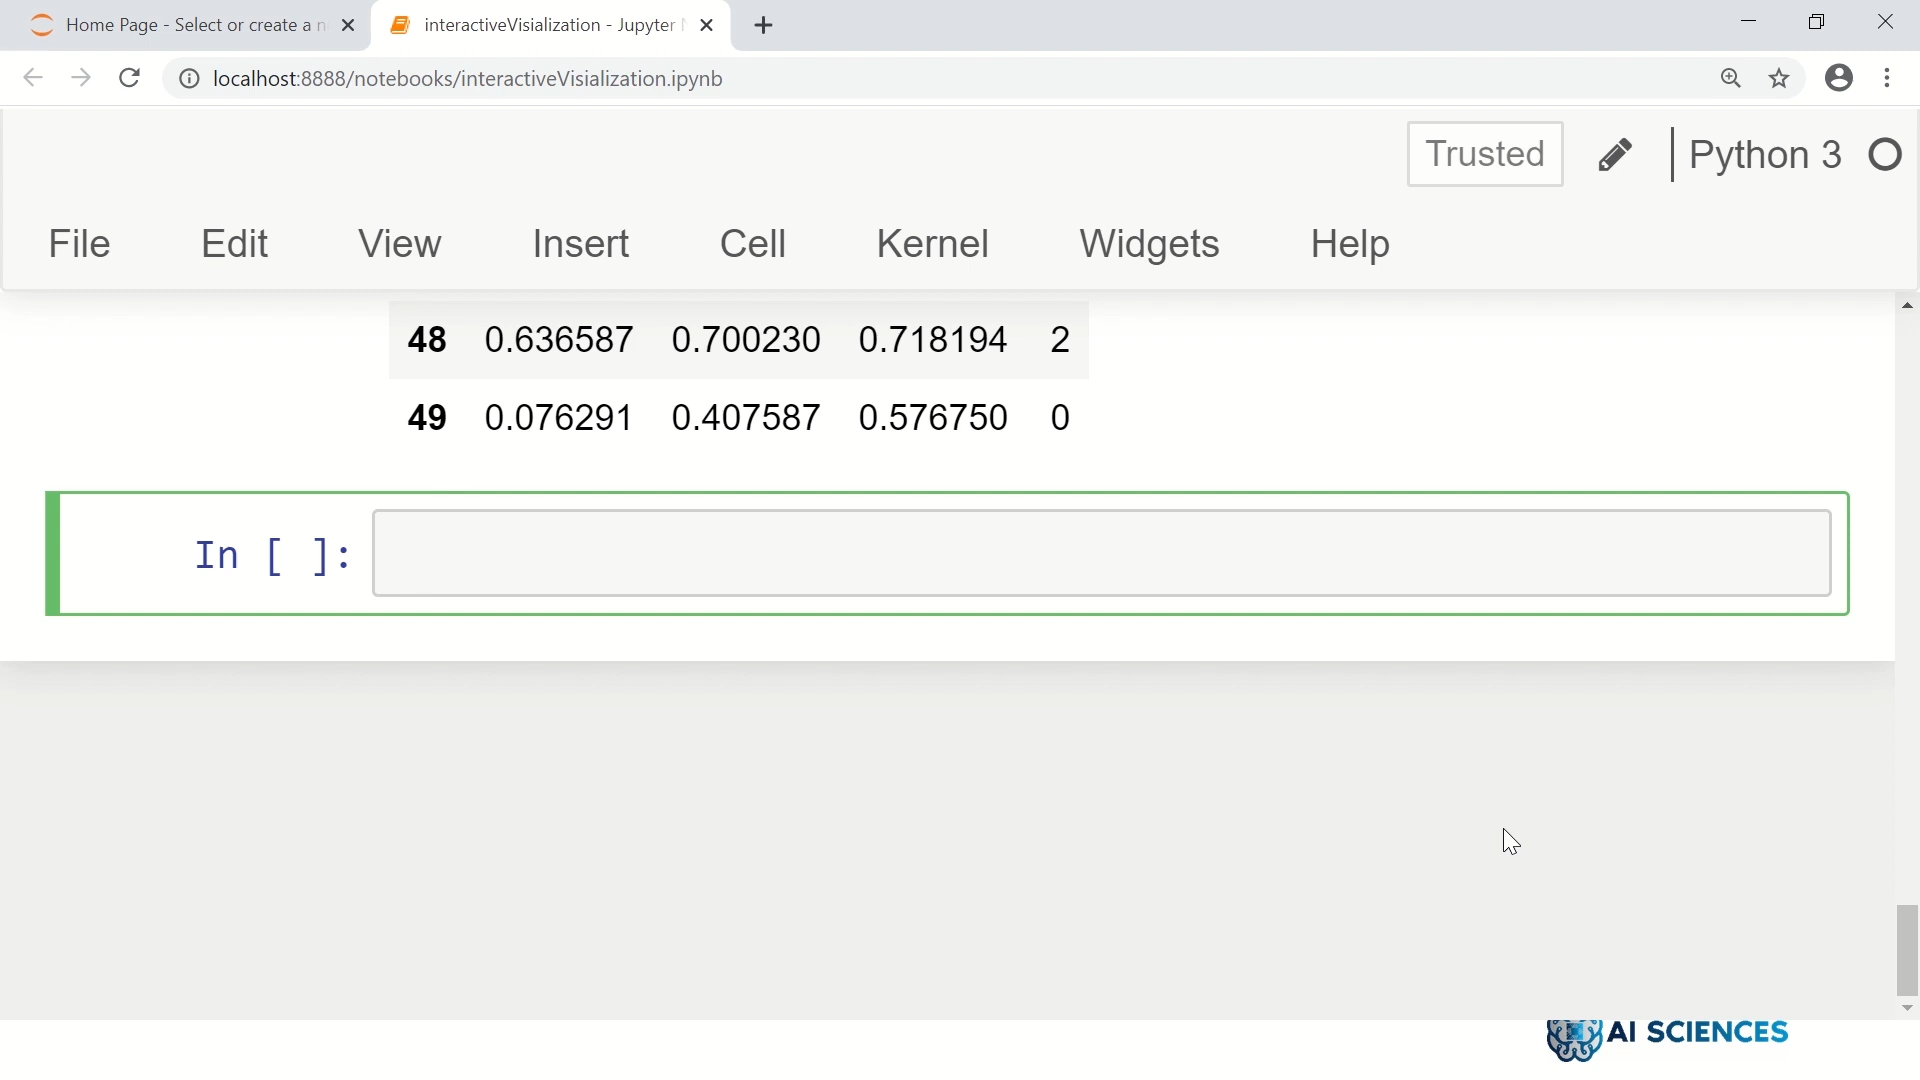 Home Page - Select or create a n
interactiveVisialization - Jupyter N
localhost:8888/notebooks/interactiveVisialization.ipynb
Trusted
Python 3
File Edit View Insert Cell Kernel Widgets Help
48 0.636587 0.700230 0.718194 2
49 0.076291 0.407587 0.576750 0
In [ ]:
AI SCIENCES